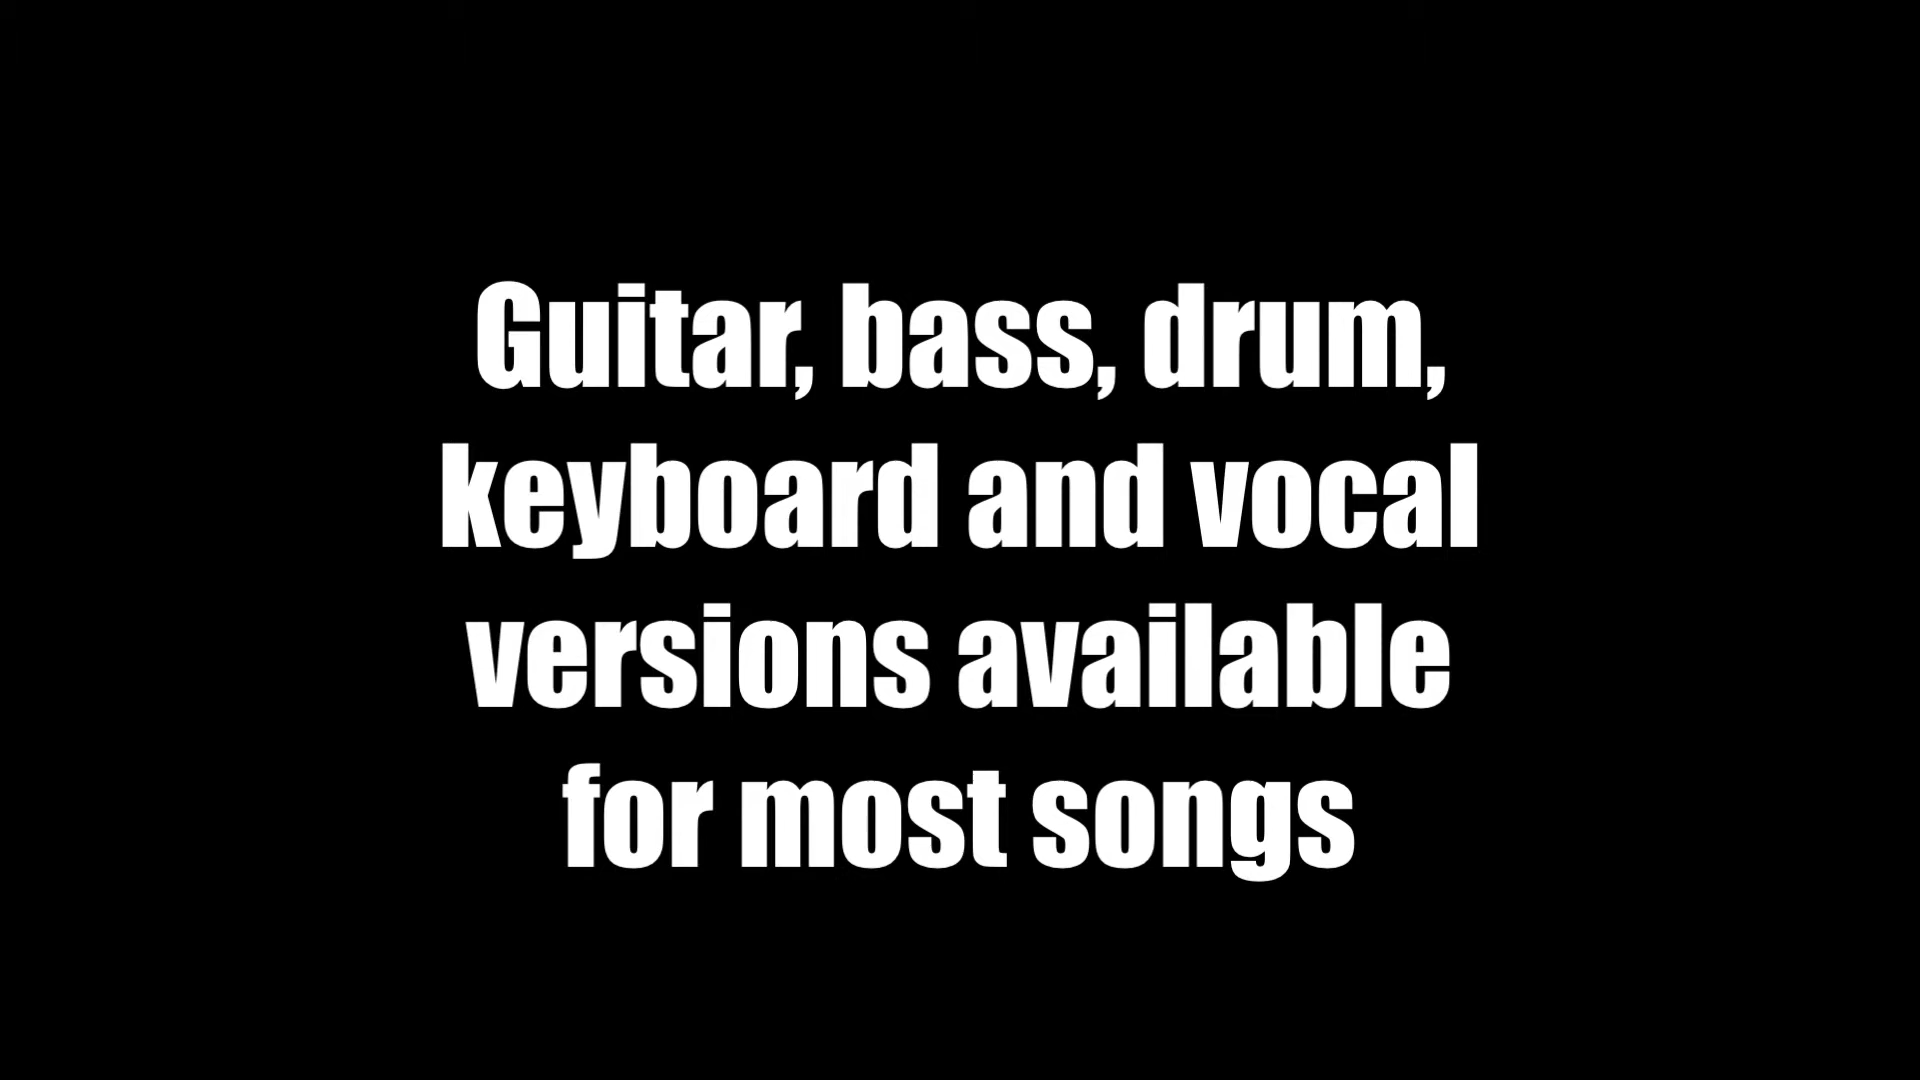 Guitar, bass, drum,
keyboard and vocal
versions available
for most songs